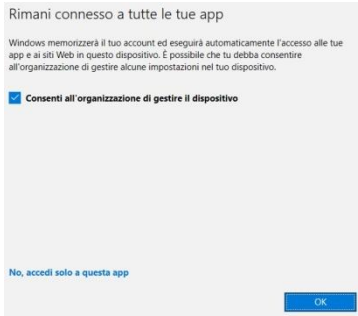 Rimani connesso a tutte le tue app
Windows memorizzerà il tuo account ed eseguirà automaticamente l'accesso alle tue
app e ai siti Web in questo dispositivo. È possibile che tu debba consentire
all'organizzazione di gestire alcune impostazioni nel tuo dispositivo.
Consenti all'organizzazione di gestire il dispositivo
No, accedi solo a questa app
OK